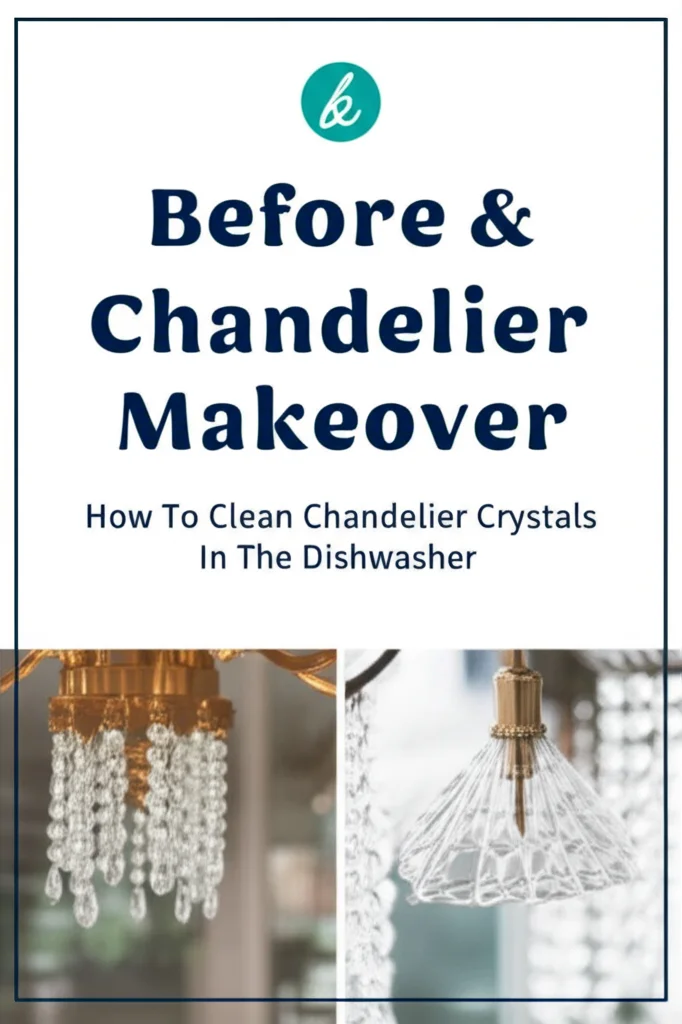 k
Before &
Chandelier
Makeover
How To Clean Chandelier Crystals
In The Dishwasher